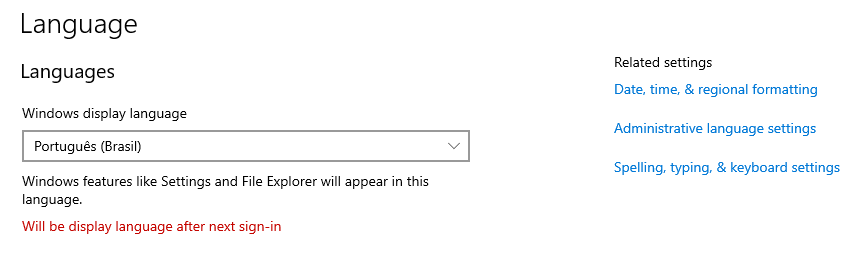 Language
Languages
Windows display language
Português (Brasil)
Windows features like Settings and File Explorer will appear in this
language.
Will be display language after next sign-in
Related settings
Date, time, & regional formatting
Administrative language settings
Spelling, typing, & keyboard settings